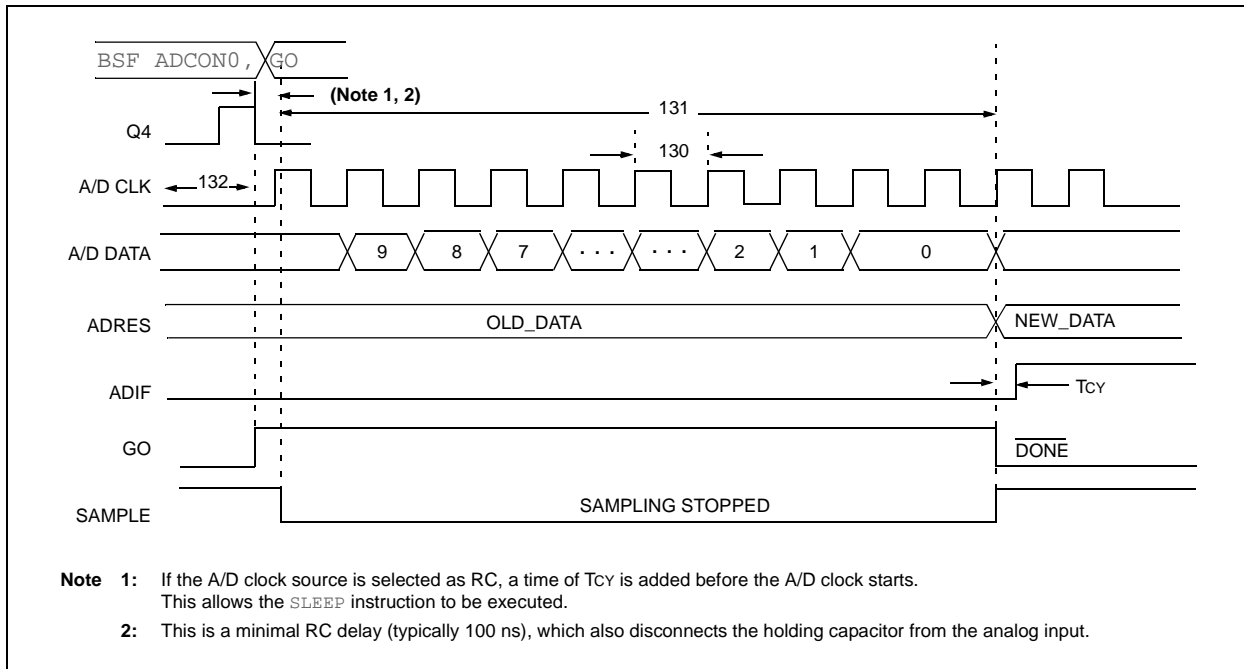 BSF ADCON0, GO
(Note 1, 2)
131
Q4
130
A/D CLK
132
A/D DATA
9 8 7 · · · · · · 2 1 0
ADRES
OLD_DATA
NEW_DATA
ADIF
TCY
GO
DONE
SAMPLE
SAMPLING STOPPED
Note 1: If the A/D clock source is selected as RC, a time of TCY is added before the A/D clock starts.
This allows the SLEEP instruction to be executed.
2: This is a minimal RC delay (typically 100 ns), which also disconnects the holding capacitor from the analog input.